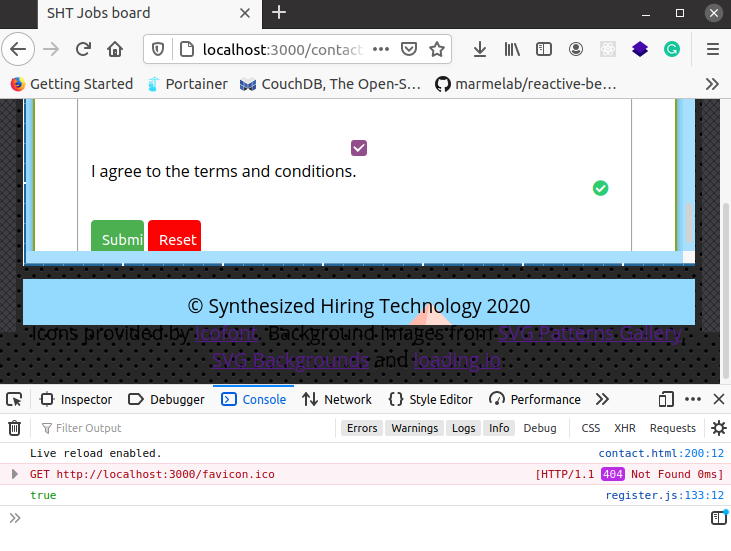 SHT Jobs board
localhost:3000/contact
Getting Started Portainer CouchDB, The Open-S… marmelab/reactive-be…
I agree to the terms and conditions.
Submi Reset
© Synthesized Hiring Technology 2020
Icons provided by Icofont. Background images from SVG Patterns Gallery,
SVG Backgrounds and loading.io.
Inspector Debugger Console Network Style Editor Performance
Filter Output Errors Warnings Logs Info Debug CSS XHR Requests
Live reload enabled. contact.html:200:12
GET http://localhost:3000/favicon.ico [HTTP/1.1 404 Not Found 0ms]
true register.js:133:12